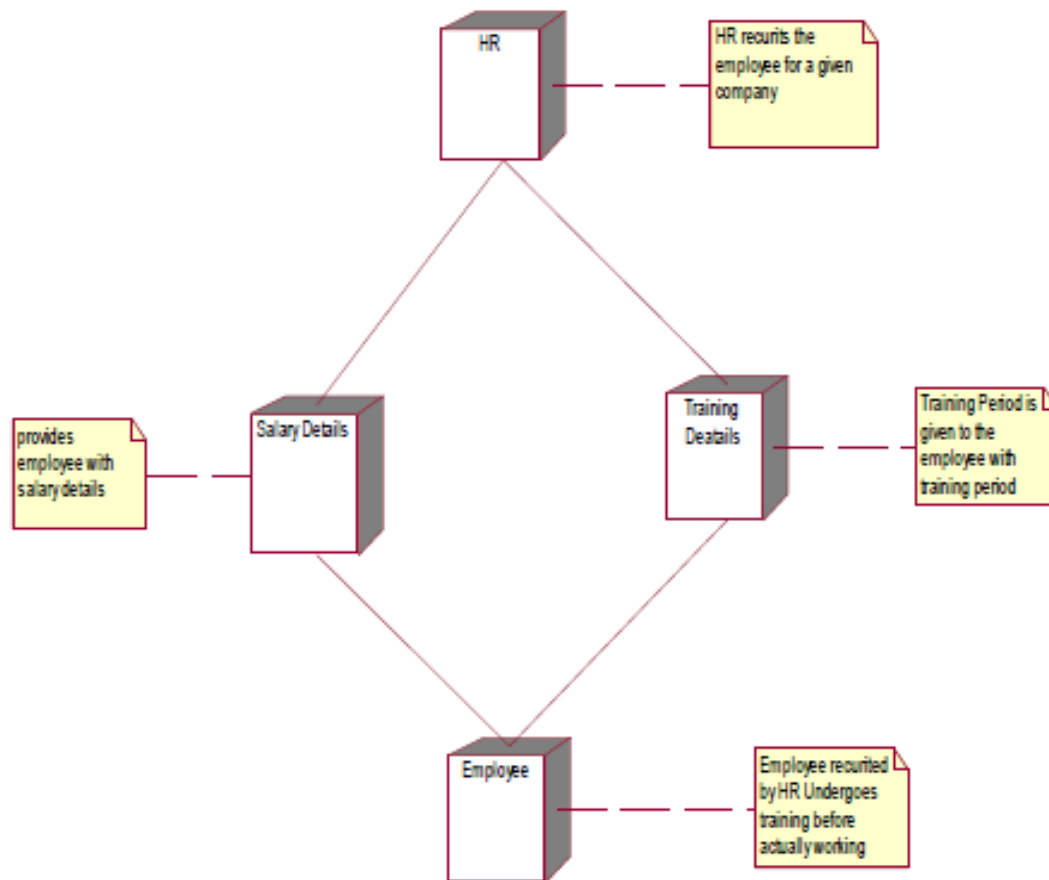 HR
HR recurits the
employee for a given
company
Salary Details
provides
employee with
salary details
Training
Deatails
Training Period is
given to the
employee with
training period
Employee
Employee recurited
by HR Undergoes
training before
actually working